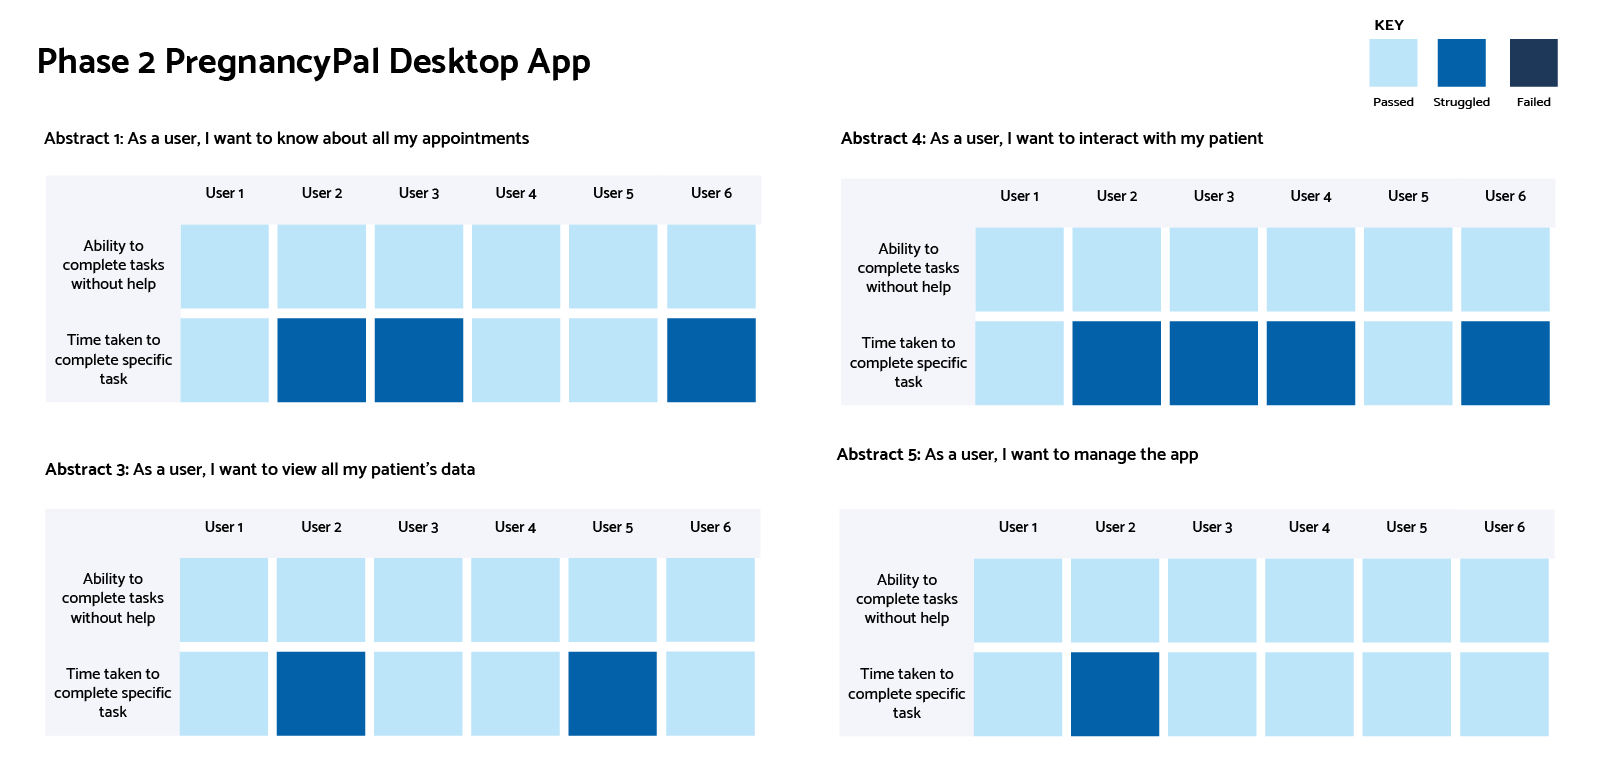 Phase 2 PregnancyPal Desktop App
KEY
Passed Struggled Failed
Abstract 1: As a user, I want to know about all my appointments
User 1 User 2 User 3 User 4 User 5 User 6
Ability to
complete tasks
without help
Time taken to
complete specific
task
Abstract 4: As a user, I want to interact with my patient
User 1 User 2 User 3 User 4 User 5 User 6
Ability to
complete tasks
without help
Time taken to
complete specific
task
Abstract 3: As a user, I want to view all my patient's data
User 1 User 2 User 3 User 4 User 5 User 6
Ability to
complete tasks
without help
Time taken to
complete specific
task
Abstract 5: As a user, I want to manage the app
User 1 User 2 User 3 User 4 User 5 User 6
Ability to
complete tasks
without help
Time taken to
complete specific
task